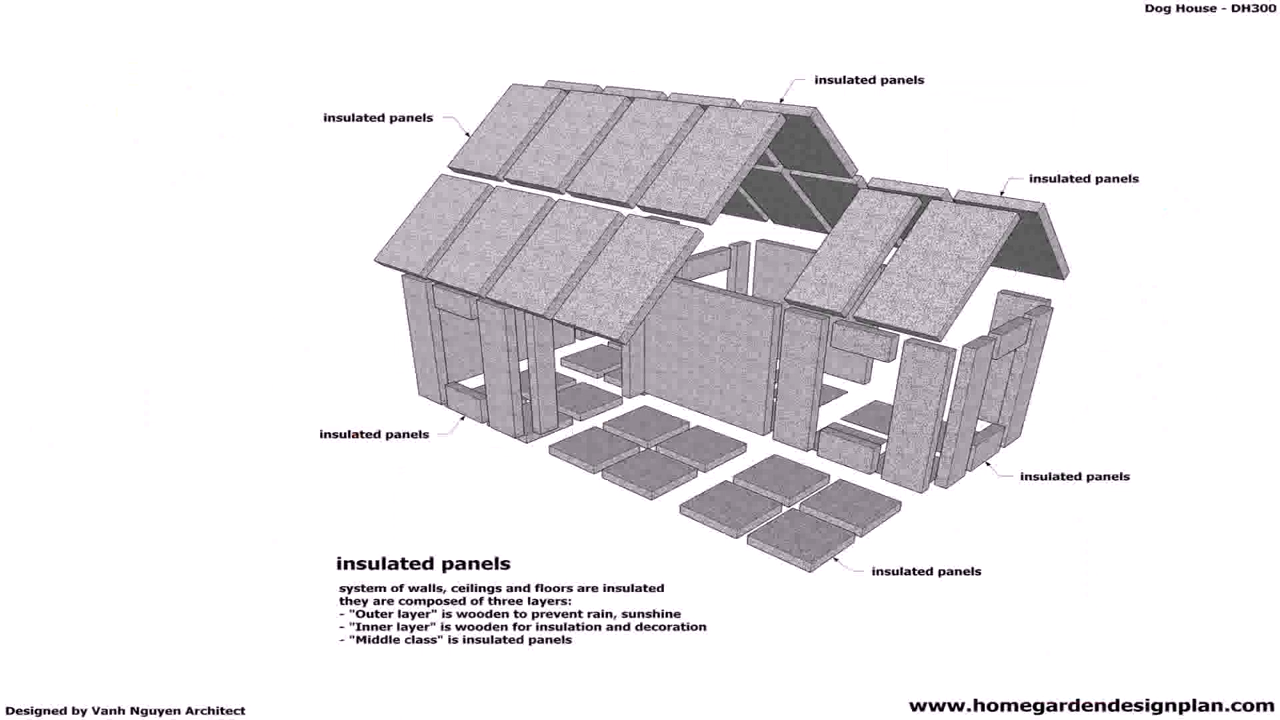 Dog House - DH300
insulated panels
insulated panels
insulated panels
insulated panels
insulated panels
insulated panels
insulated panels
system of walls, ceilings and floors are insulated
they are composed of three layers:
- "Outer layer" is wooden to prevent rain, sunshine
- "Inner layer" is wooden for insulation and decoration
- "Middle class" is insulated panels
Designed by Vanh Nguyen Architect
www.homegardendesignplan.com